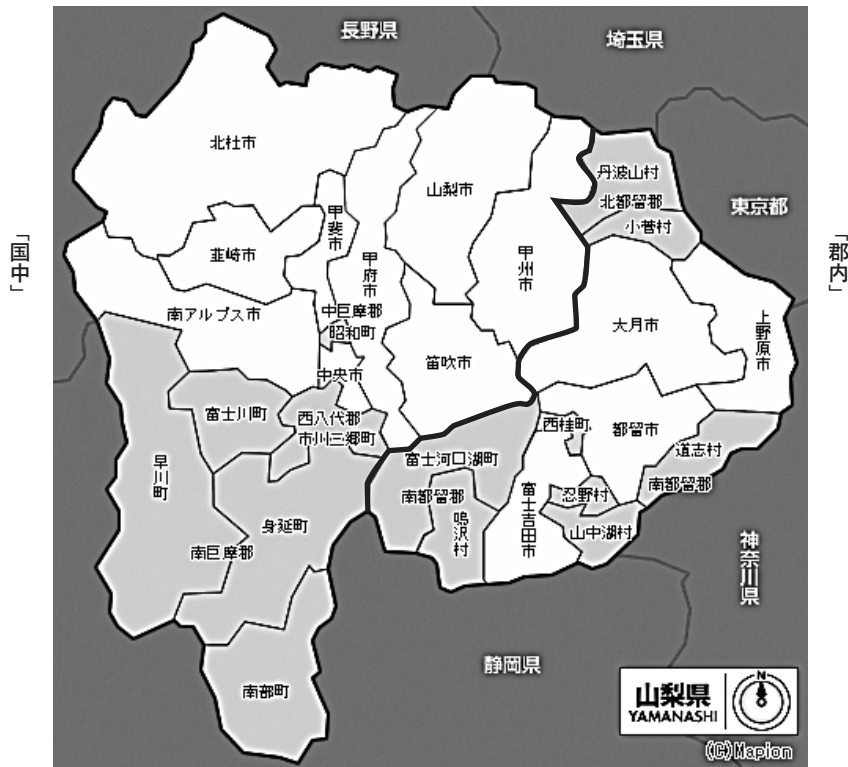 長野県
埼玉県
北杜市
丹波山村
北都留郡
小菅村
東京都
山梨市
甲斐市
韮崎市
甲府市
甲州市
「国中」
「郡内」
南アルプス市
中巨摩郡
昭和町
大月市
上野原市
中央市
笛吹市
富士川町
西八代郡
市川三郷町
西桂町
都留市
道志村
早川町
富士河口湖町
南都留郡
鳴沢村
富士吉田市
忍野村
南都留郡
山中湖村
身延町
南巨摩郡
神奈川県
静岡県
南部町
山梨県
YAMANASHI
N
(C)Mapion